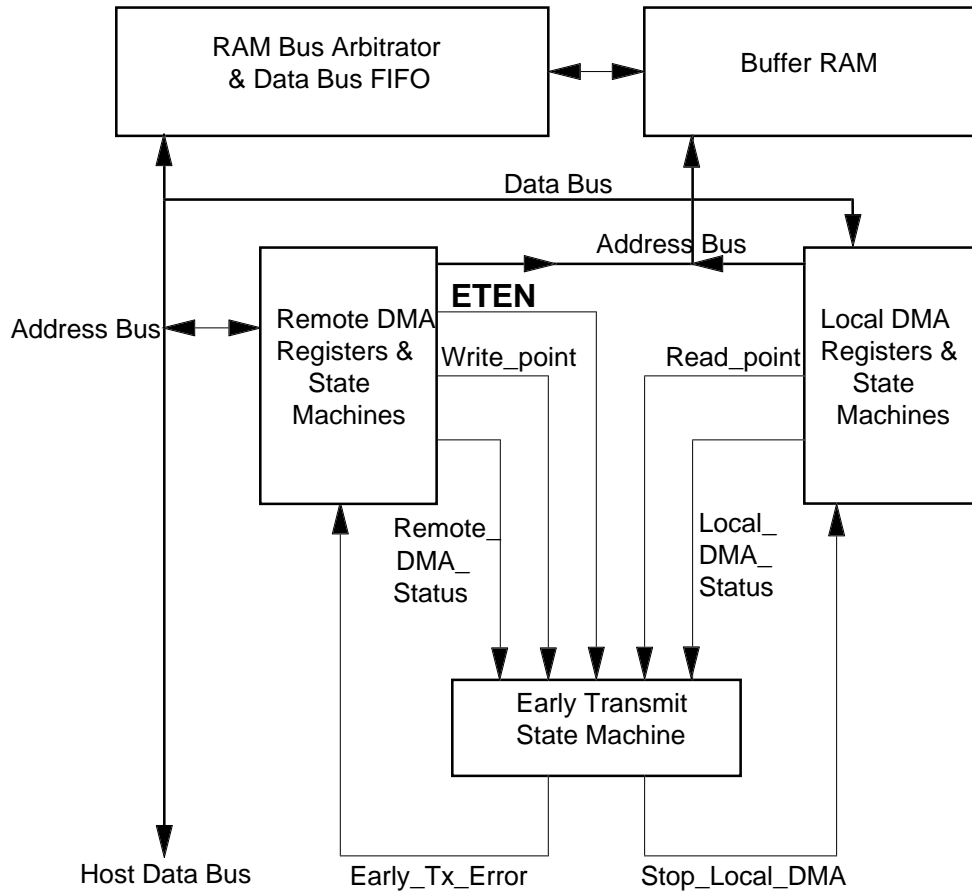 RAM Bus Arbitrator
& Data Bus FIFO
Buffer RAM
Data Bus
Address Bus
ETEN
Address Bus
Remote DMA
Registers &
State
Machines
Write_point
Read_point
Local DMA
Registers &
State
Machines
Remote_
DMA_
Status
Local_
DMA_
Status
Early Transmit
State Machine
Host Data Bus
Early_Tx_Error
Stop_Local_DMA